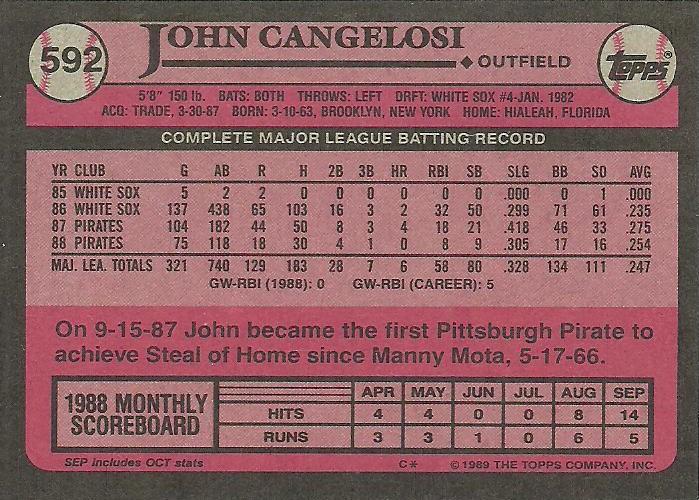 592
JOHN CANGELOSI
OUTFIELD
TOPPS®
5'8" 150 lb. BATS: BOTH THROWS: LEFT DRFT: WHITE SOX #4-JAN. 1982
ACQ: TRADE, 3-30-87 BORN: 3-10-63, BROOKLYN, NEW YORK HOME: HIALEAH, FLORIDA
COMPLETE MAJOR LEAGUE BATTING RECORD
YR CLUB G AB R H 2B 3B HR RBI SB SLG BB SO AVG
85 WHITE SOX 5 2 2 0 0 0 0 0 0 .000 0 1 .000
86 WHITE SOX 137 438 65 103 16 3 2 32 50 .299 71 61 .235
87 PIRATES 104 182 44 50 8 3 4 18 21 .418 46 33 .275
88 PIRATES 75 118 18 30 4 1 0 8 9 .305 17 16 .254
MAJ. LEA. TOTALS 321 740 129 183 28 7 6 58 80 .328 134 111 .247
GW-RBI (1988): 0 GW-RBI (CAREER): 5
On 9-15-87 John became the first Pittsburgh Pirate to
achieve Steal of Home since Manny Mota, 5-17-66.
1988 MONTHLY
SCOREBOARD
APR MAY JUN JUL AUG SEP
HITS 4 4 0 0 8 14
RUNS 3 3 1 0 6 5
SEP includes OCT stats
C*
© 1989 THE TOPPS COMPANY, INC.